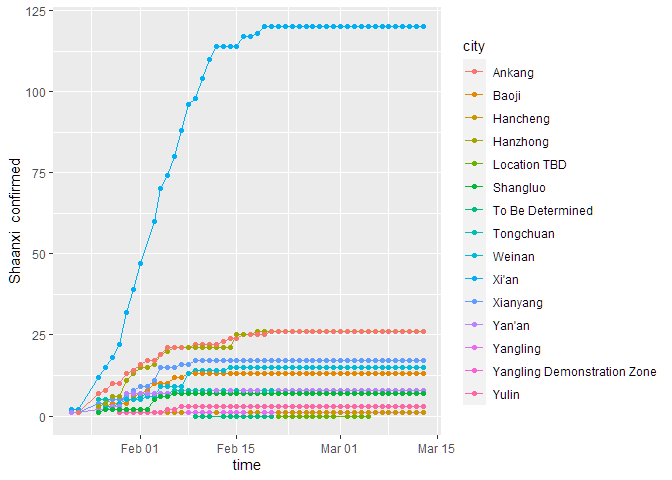 125
100
75
50
25
0
Shaanxi confirmed
Feb 01
Feb 15
Mar 01
Mar 15
time
city
Ankang
Baoji
Hancheng
Hanzhong
Location TBD
Shangluo
To Be Determined
Tongchuan
Weinan
Xi'an
Xianyang
Yan'an
Yangling
Yangling Demonstration Zone
Yulin